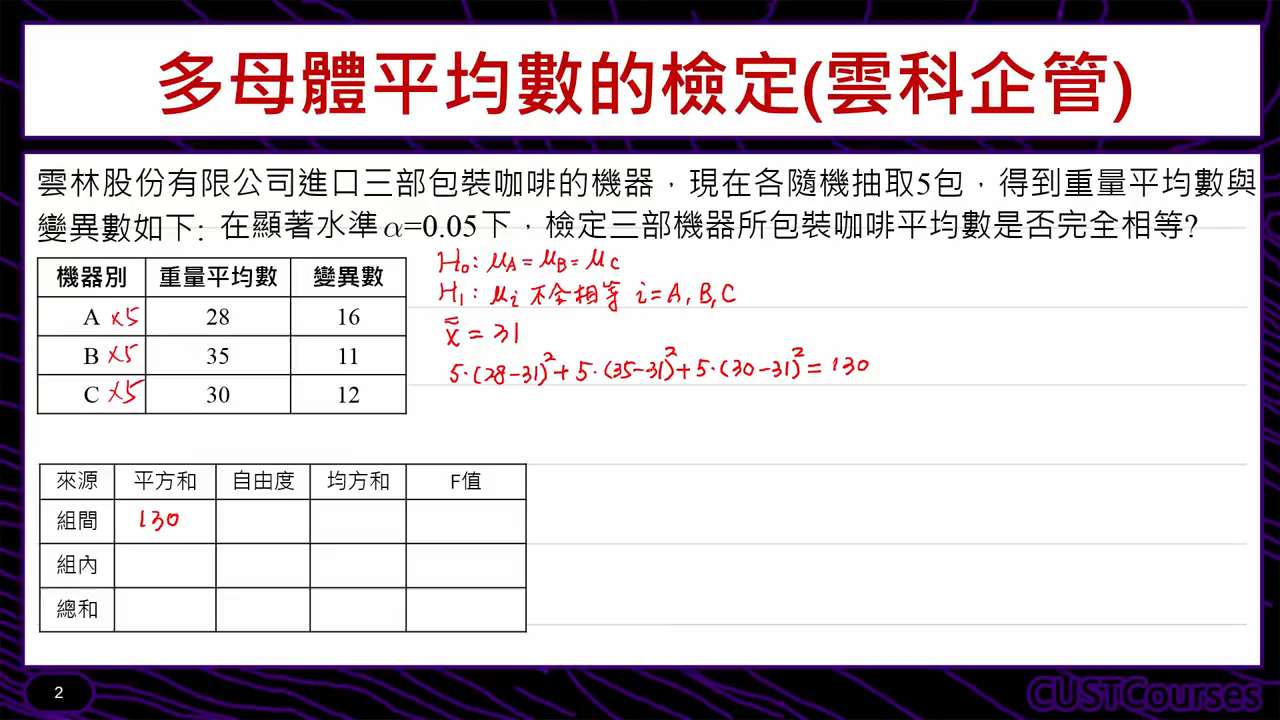 多母體平均數的檢定(雲科企管)
雲林股份有限公司進口三部包裝咖啡的機器，現在各隨機抽取5包，得到重量平均數與
變異數如下: 在顯著水準α=0.05下，檢定三部機器所包裝咖啡平均數是否完全相等?
機器別 重量平均數 變異數
A ×5 28 16
B ×5 35 11
C ×5 30 12
H₀: μA = μB = μC
H₁: μi 不全相等 i = A, B, C
x̿ = 31
5·(28-31)² + 5·(35-31)² + 5·(30-31)² = 130
來源 平方和 自由度 均方和 F值
組間 130
組內
總和
2
CUSTCourses